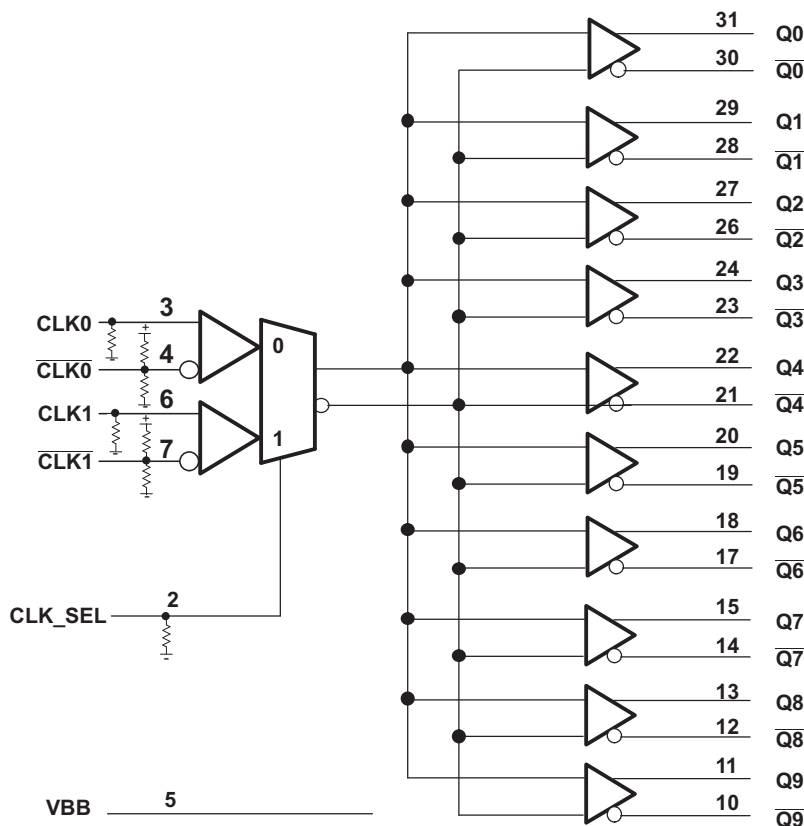 31 Q0
30 Q0̅
29 Q1
28 Q1̅
27 Q2
26 Q2̅
24 Q3
23 Q3̅
CLK0 3
C̅L̅K̅0̅ 4
CLK1 6
C̅L̅K̅1̅ 7
+
+
0
1
22 Q4
21 Q4̅
20 Q5
19 Q5̅
18 Q6
17 Q6̅
CLK_SEL 2
15 Q7
14 Q7̅
13 Q8
12 Q8̅
11 Q9
10 Q9̅
VBB 5